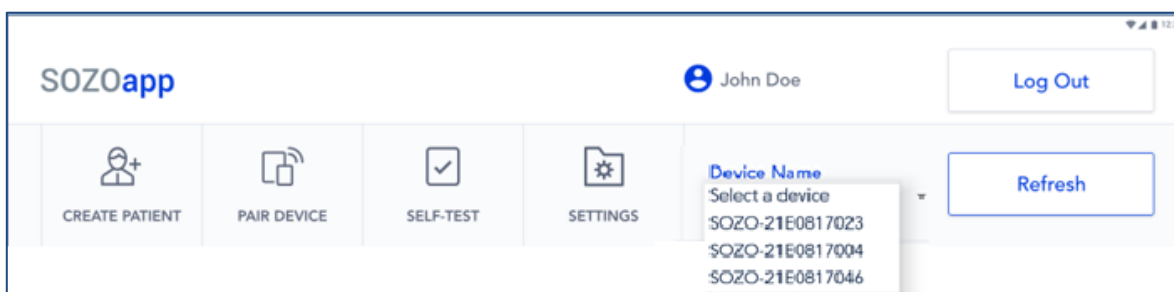 12:
SOZOapp
John Doe
Log Out
CREATE PATIENT
PAIR DEVICE
SELF-TEST
SETTINGS
Device Name
Select a device
SOZO-21E0817023
SOZO-21E0817004
SOZO-21E0817046
Refresh